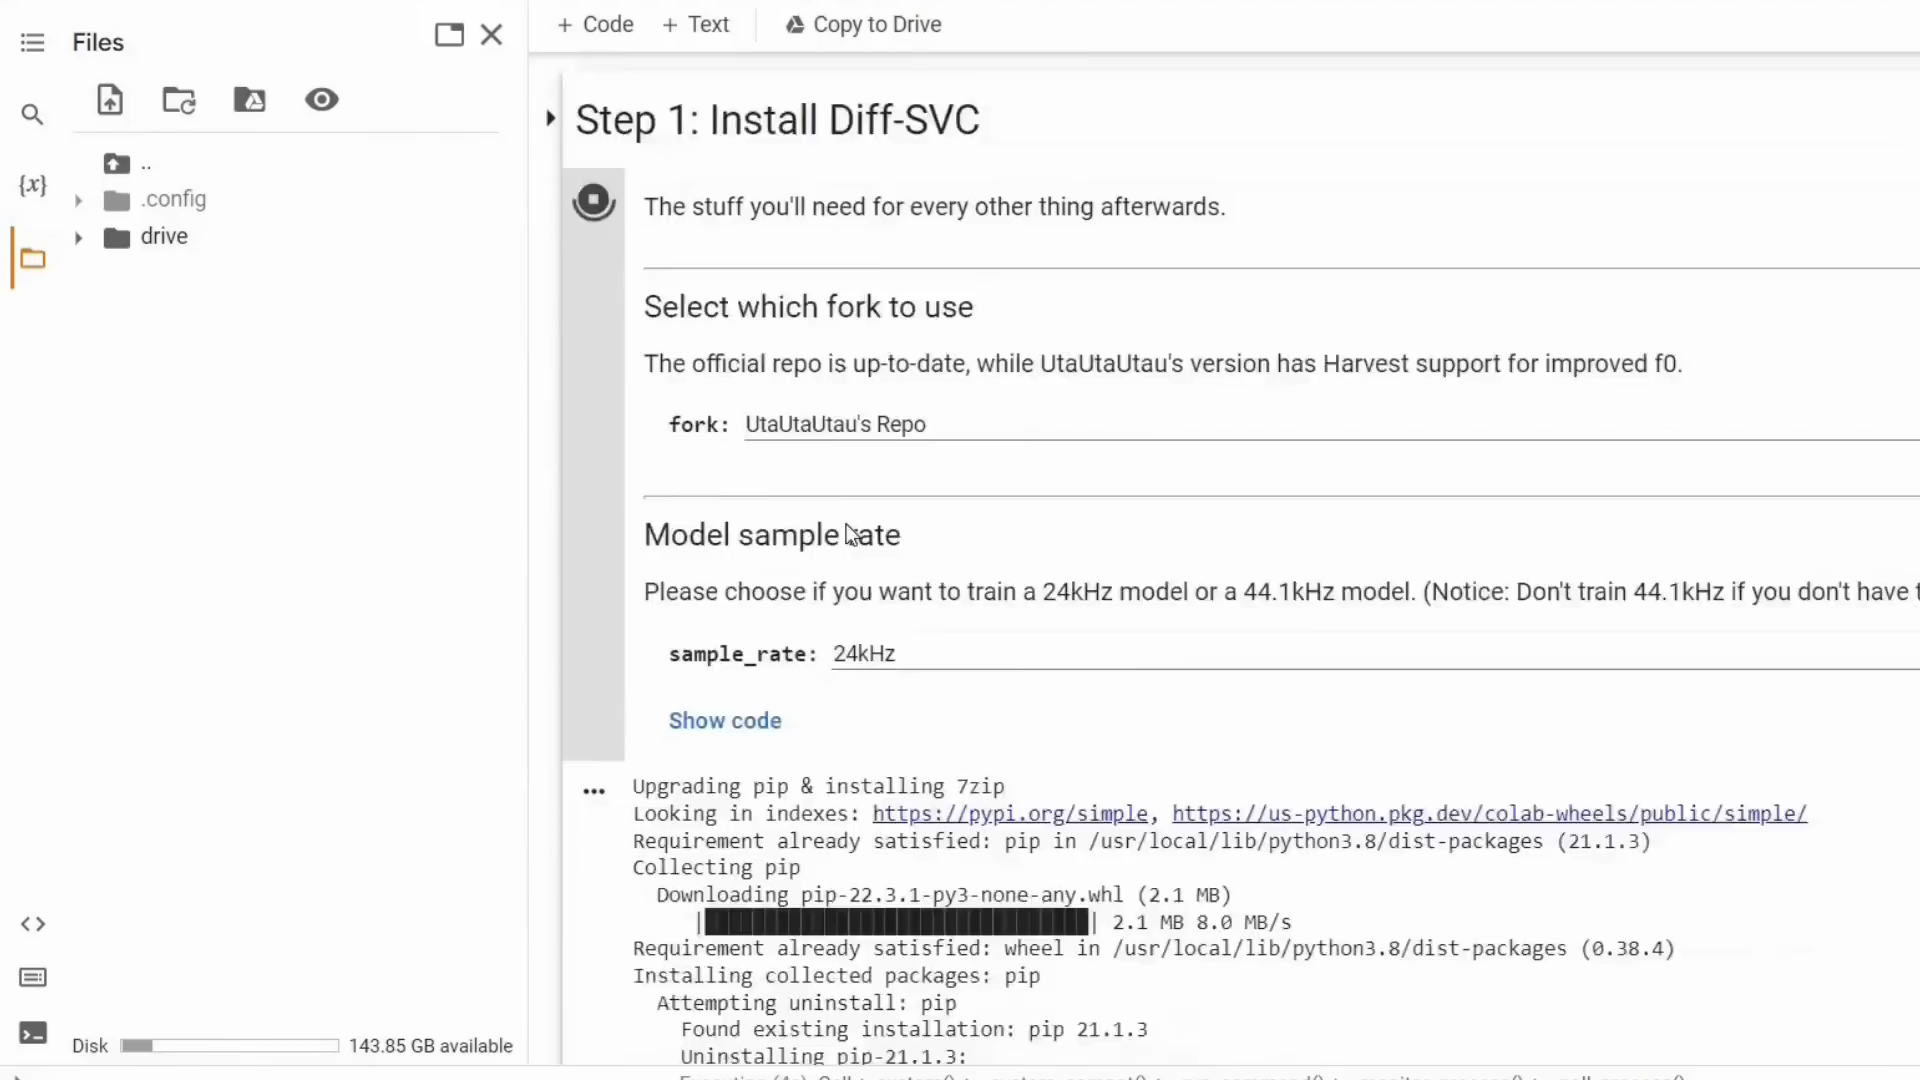 Files
+ Code + Text Copy to Drive
{x}
..
.config
drive
Step 1: Install Diff-SVC
The stuff you'll need for every other thing afterwards.
Select which fork to use
The official repo is up-to-date, while UtaUtaUtau's version has Harvest support for improved f0.
fork: UtaUtaUtau's Repo
Model sample rate
Please choose if you want to train a 24kHz model or a 44.1kHz model. (Notice: Don't train 44.1kHz if you don't have
sample_rate: 24kHz
Show code
Upgrading pip & installing 7zip
Looking in indexes: https://pypi.org/simple, https://us-python.pkg.dev/colab-wheels/public/simple/
Requirement already satisfied: pip in /usr/local/lib/python3.8/dist-packages (21.1.3)
Collecting pip
Downloading pip-22.3.1-py3-none-any.whl (2.1 MB)
| | 2.1 MB 8.0 MB/s
Requirement already satisfied: wheel in /usr/local/lib/python3.8/dist-packages (0.38.4)
Installing collected packages: pip
Attempting uninstall: pip
Found existing installation: pip 21.1.3
Uninstalling pip-21.1.3:
Disk 143.85 GB available